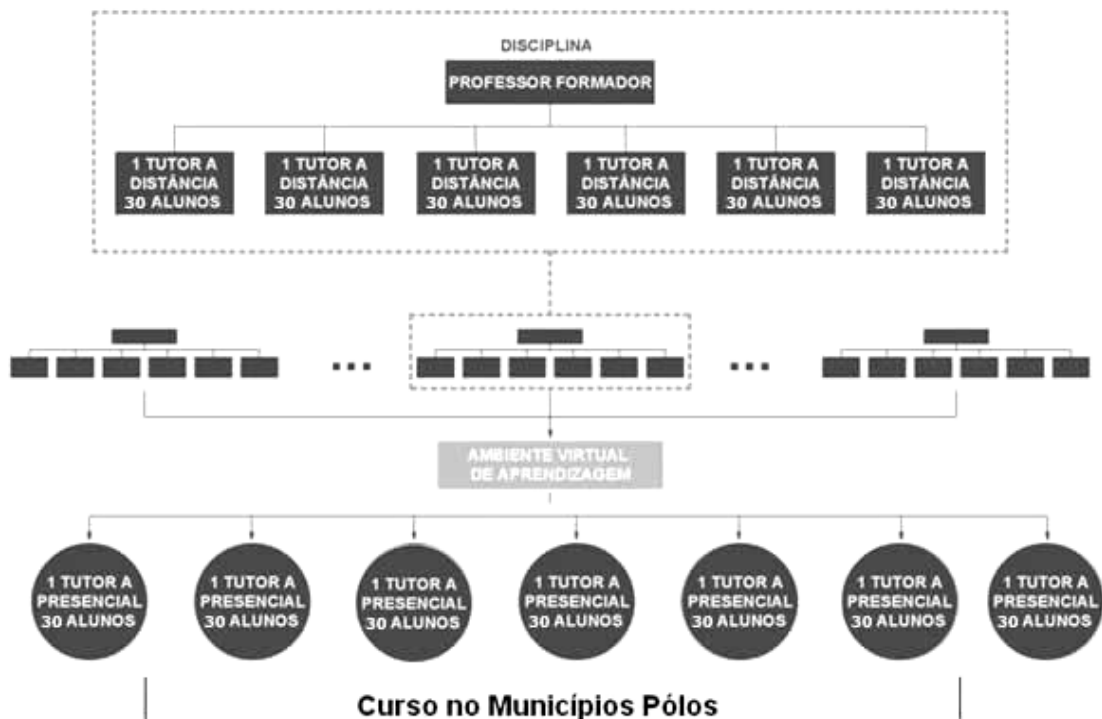 DISCIPLINA
PROFESSOR FORMADOR
1 TUTOR A
DISTÂNCIA
30 ALUNOS
1 TUTOR A
DISTÂNCIA
30 ALUNOS
1 TUTOR A
DISTÂNCIA
30 ALUNOS
1 TUTOR A
DISTÂNCIA
30 ALUNOS
1 TUTOR A
DISTÂNCIA
30 ALUNOS
1 TUTOR A
DISTÂNCIA
30 ALUNOS
AMBIENTE VIRTUAL
DE APRENDIZAGEM
1 TUTOR A
PRESENCIAL
30 ALUNOS
1 TUTOR A
PRESENCIAL
30 ALUNOS
1 TUTOR A
PRESENCIAL
30 ALUNOS
1 TUTOR A
PRESENCIAL
30 ALUNOS
1 TUTOR A
PRESENCIAL
30 ALUNOS
1 TUTOR A
PRESENCIAL
30 ALUNOS
1 TUTOR A
PRESENCIAL
30 ALUNOS
Curso no Municípios Pólos